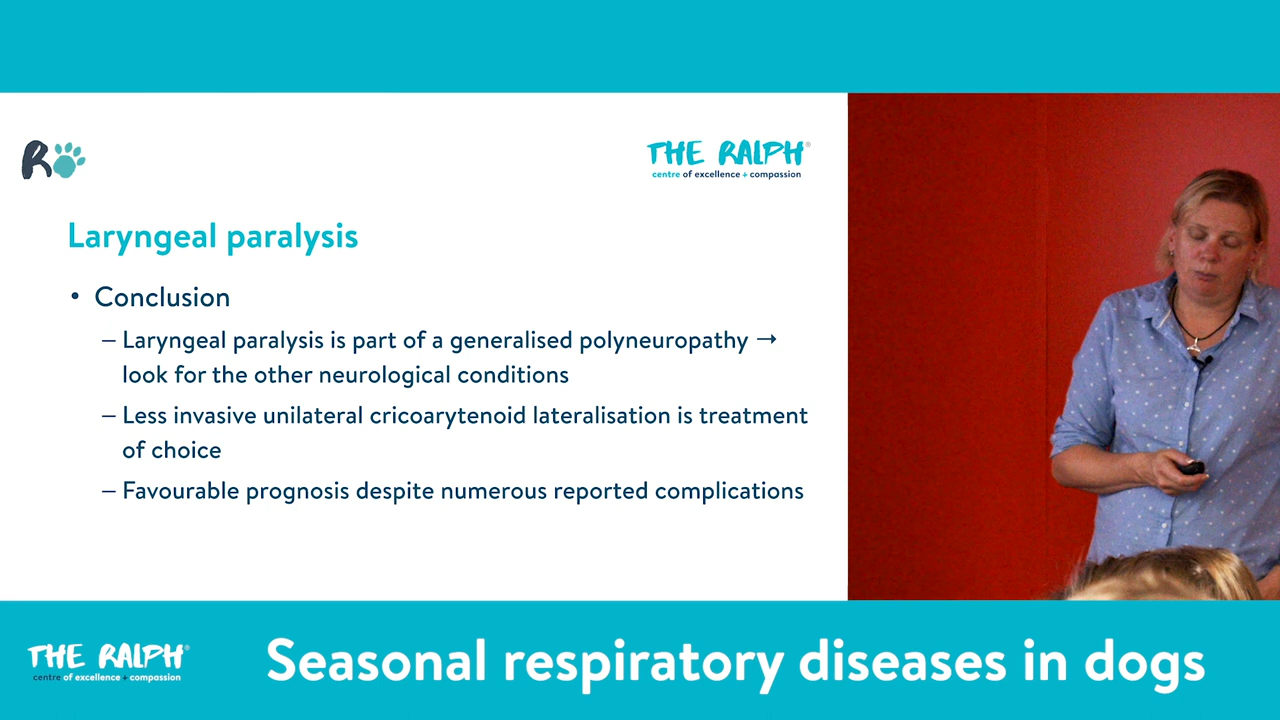 R
THE RALPH®
centre of excellence + compassion
Laryngeal paralysis
• Conclusion
– Laryngeal paralysis is part of a generalised polyneuropathy →
look for the other neurological conditions
– Less invasive unilateral cricoarytenoid lateralisation is treatment
of choice
– Favourable prognosis despite numerous reported complications
THE RALPH®
centre of excellence + compassion
Seasonal respiratory diseases in dogs